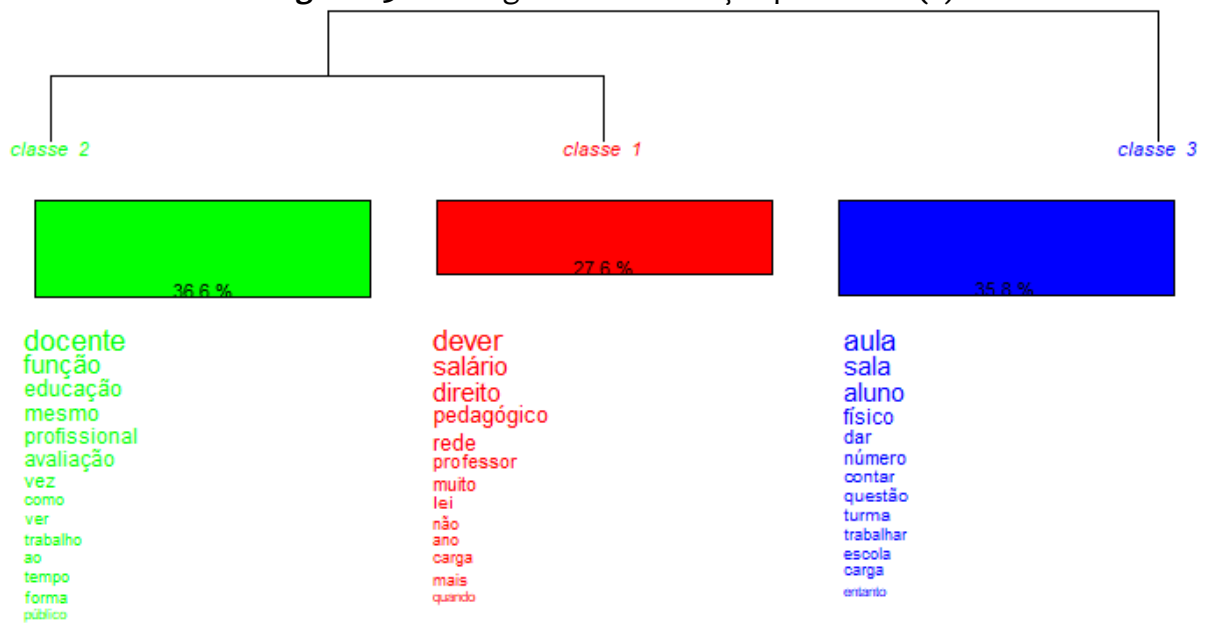 classe 2
classe 1
classe 3
36.6 %
27.6 %
35.8 %
docente
função
educação
mesmo
profissional
avaliação
vez
como
ver
trabalho
ao
tempo
forma
público
dever
salário
direito
pedagógico
rede
professor
muito
lei
não
ano
carga
mais
quando
aula
sala
aluno
físico
dar
número
contar
questão
turma
trabalhar
escola
carga
entanto